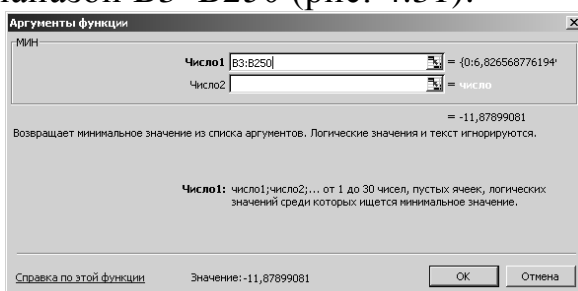 диапазон B3–B250 (рис. 4.31).
Аргументы функции
МИН
Число1 B3:B250 = {0:6,826568776194
Число2 = число
= -11,87899081
Возвращает минимальное значение из списка аргументов. Логические значения и текст игнорируются.
Число1: число1;число2;... от 1 до 30 чисел, пустых ячеек, логических
значений среди которых ищется минимальное значение.
Справка по этой функции Значение:-11,87899081 ОК Отмена